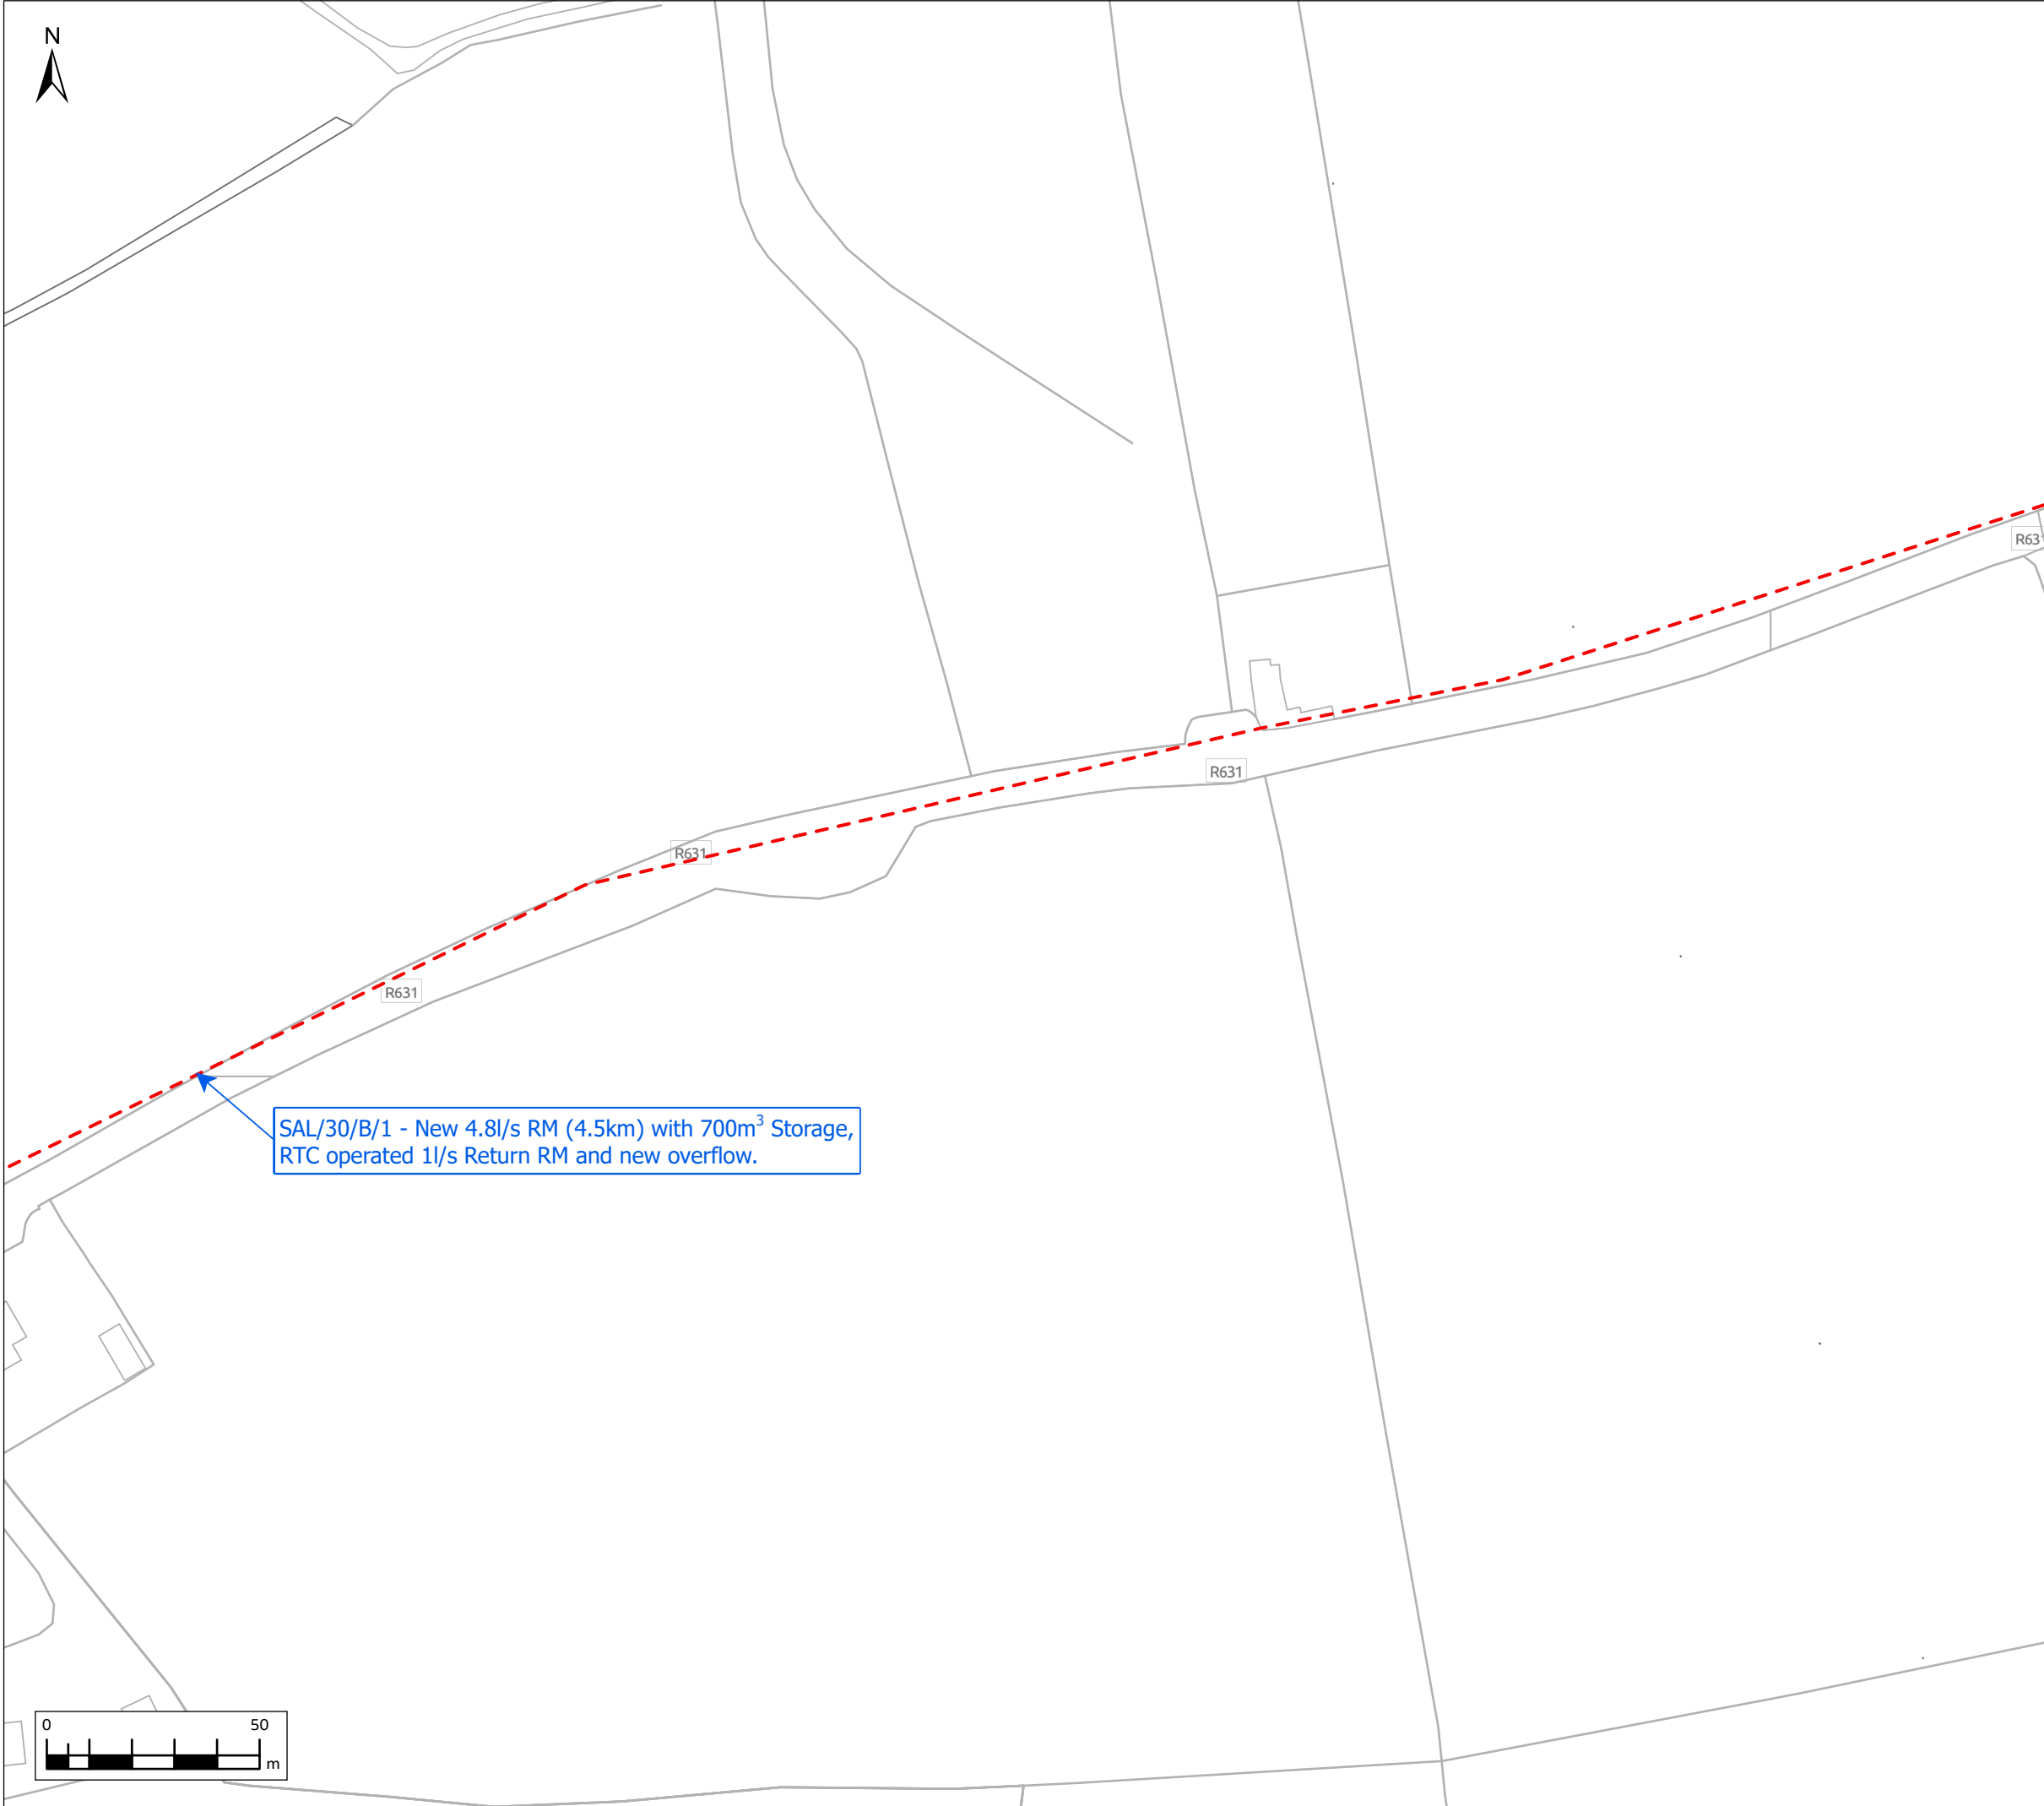 N
R63
R631
R631
R631
SAL/30/B/1 - New 4.8l/s RM (4.5km) with 700m³ Storage,
RTC operated 1l/s Return RM and new overflow.
0 50
m